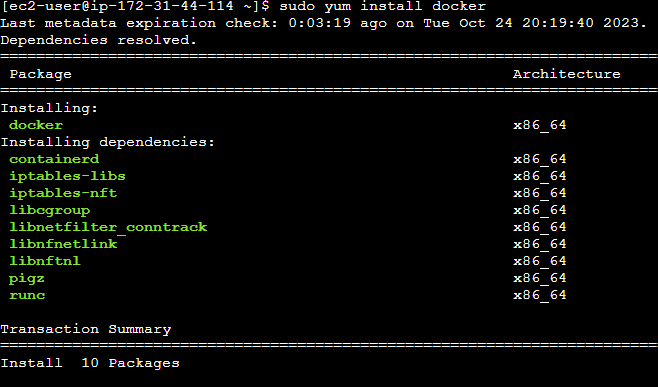 [ec2-user@ip-172-31-44-114 ~]$ sudo yum install docker
Last metadata expiration check: 0:03:19 ago on Tue Oct 24 20:19:40 2023.
Dependencies resolved.
================================================================================
Package Architecture
================================================================================
Installing:
docker x86_64
Installing dependencies:
containerd x86_64
iptables-libs x86_64
iptables-nft x86_64
libcgroup x86_64
libnetfilter_conntrack x86_64
libnfnetlink x86_64
libnftnl x86_64
pigz x86_64
runc x86_64
Transaction Summary
================================================================================
Install  10 Packages